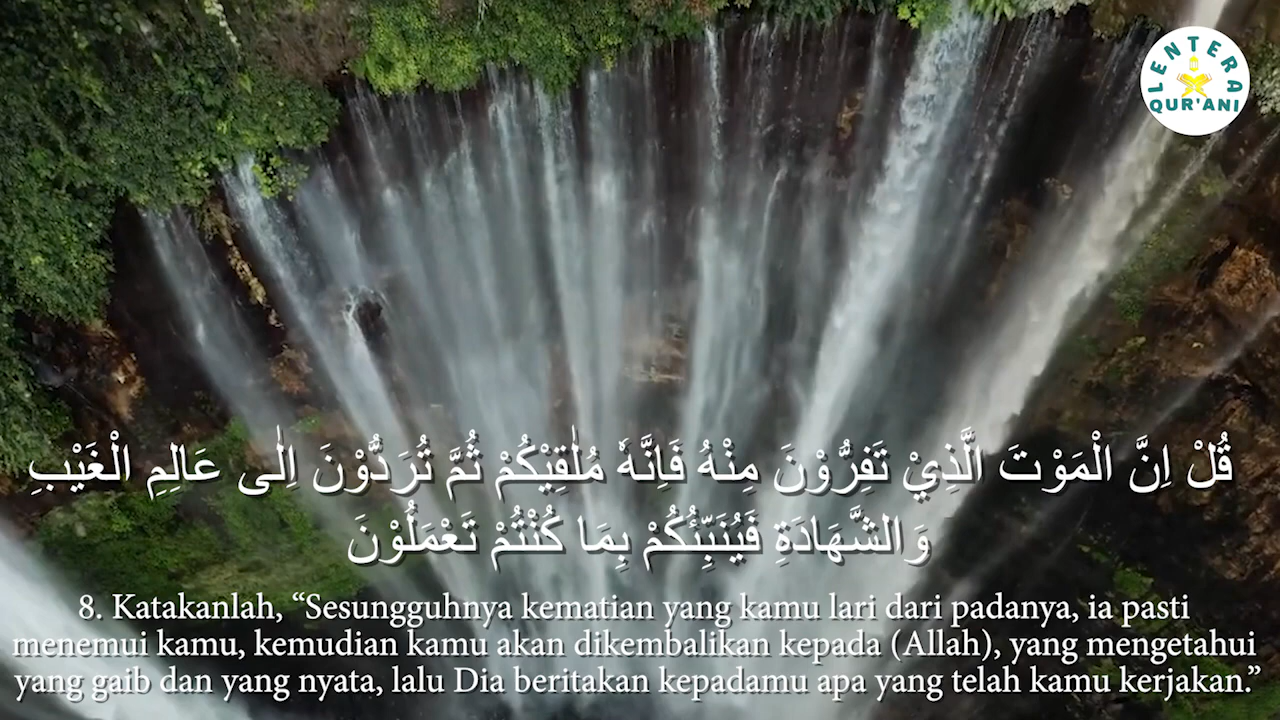 LENTERA
QUR'ANI
قُلْ اِنَّ الْمَوْتَ الَّذِيْ تَفِرُّوْنَ مِنْهُ فَاِنَّهٗ مُلٰقِيْكُمْ ثُمَّ تُرَدُّوْنَ اِلٰى عَالِمِ الْغَيْبِ
وَالشَّهَادَةِ فَيُنَبِّئُكُمْ بِمَا كُنْتُمْ تَعْمَلُوْنَ
8. Katakanlah, “Sesungguhnya kematian yang kamu lari dari padanya, ia pasti
menemui kamu, kemudian kamu akan dikembalikan kepada (Allah), yang mengetahui
yang gaib dan yang nyata, lalu Dia beritakan kepadamu apa yang telah kamu kerjakan.”